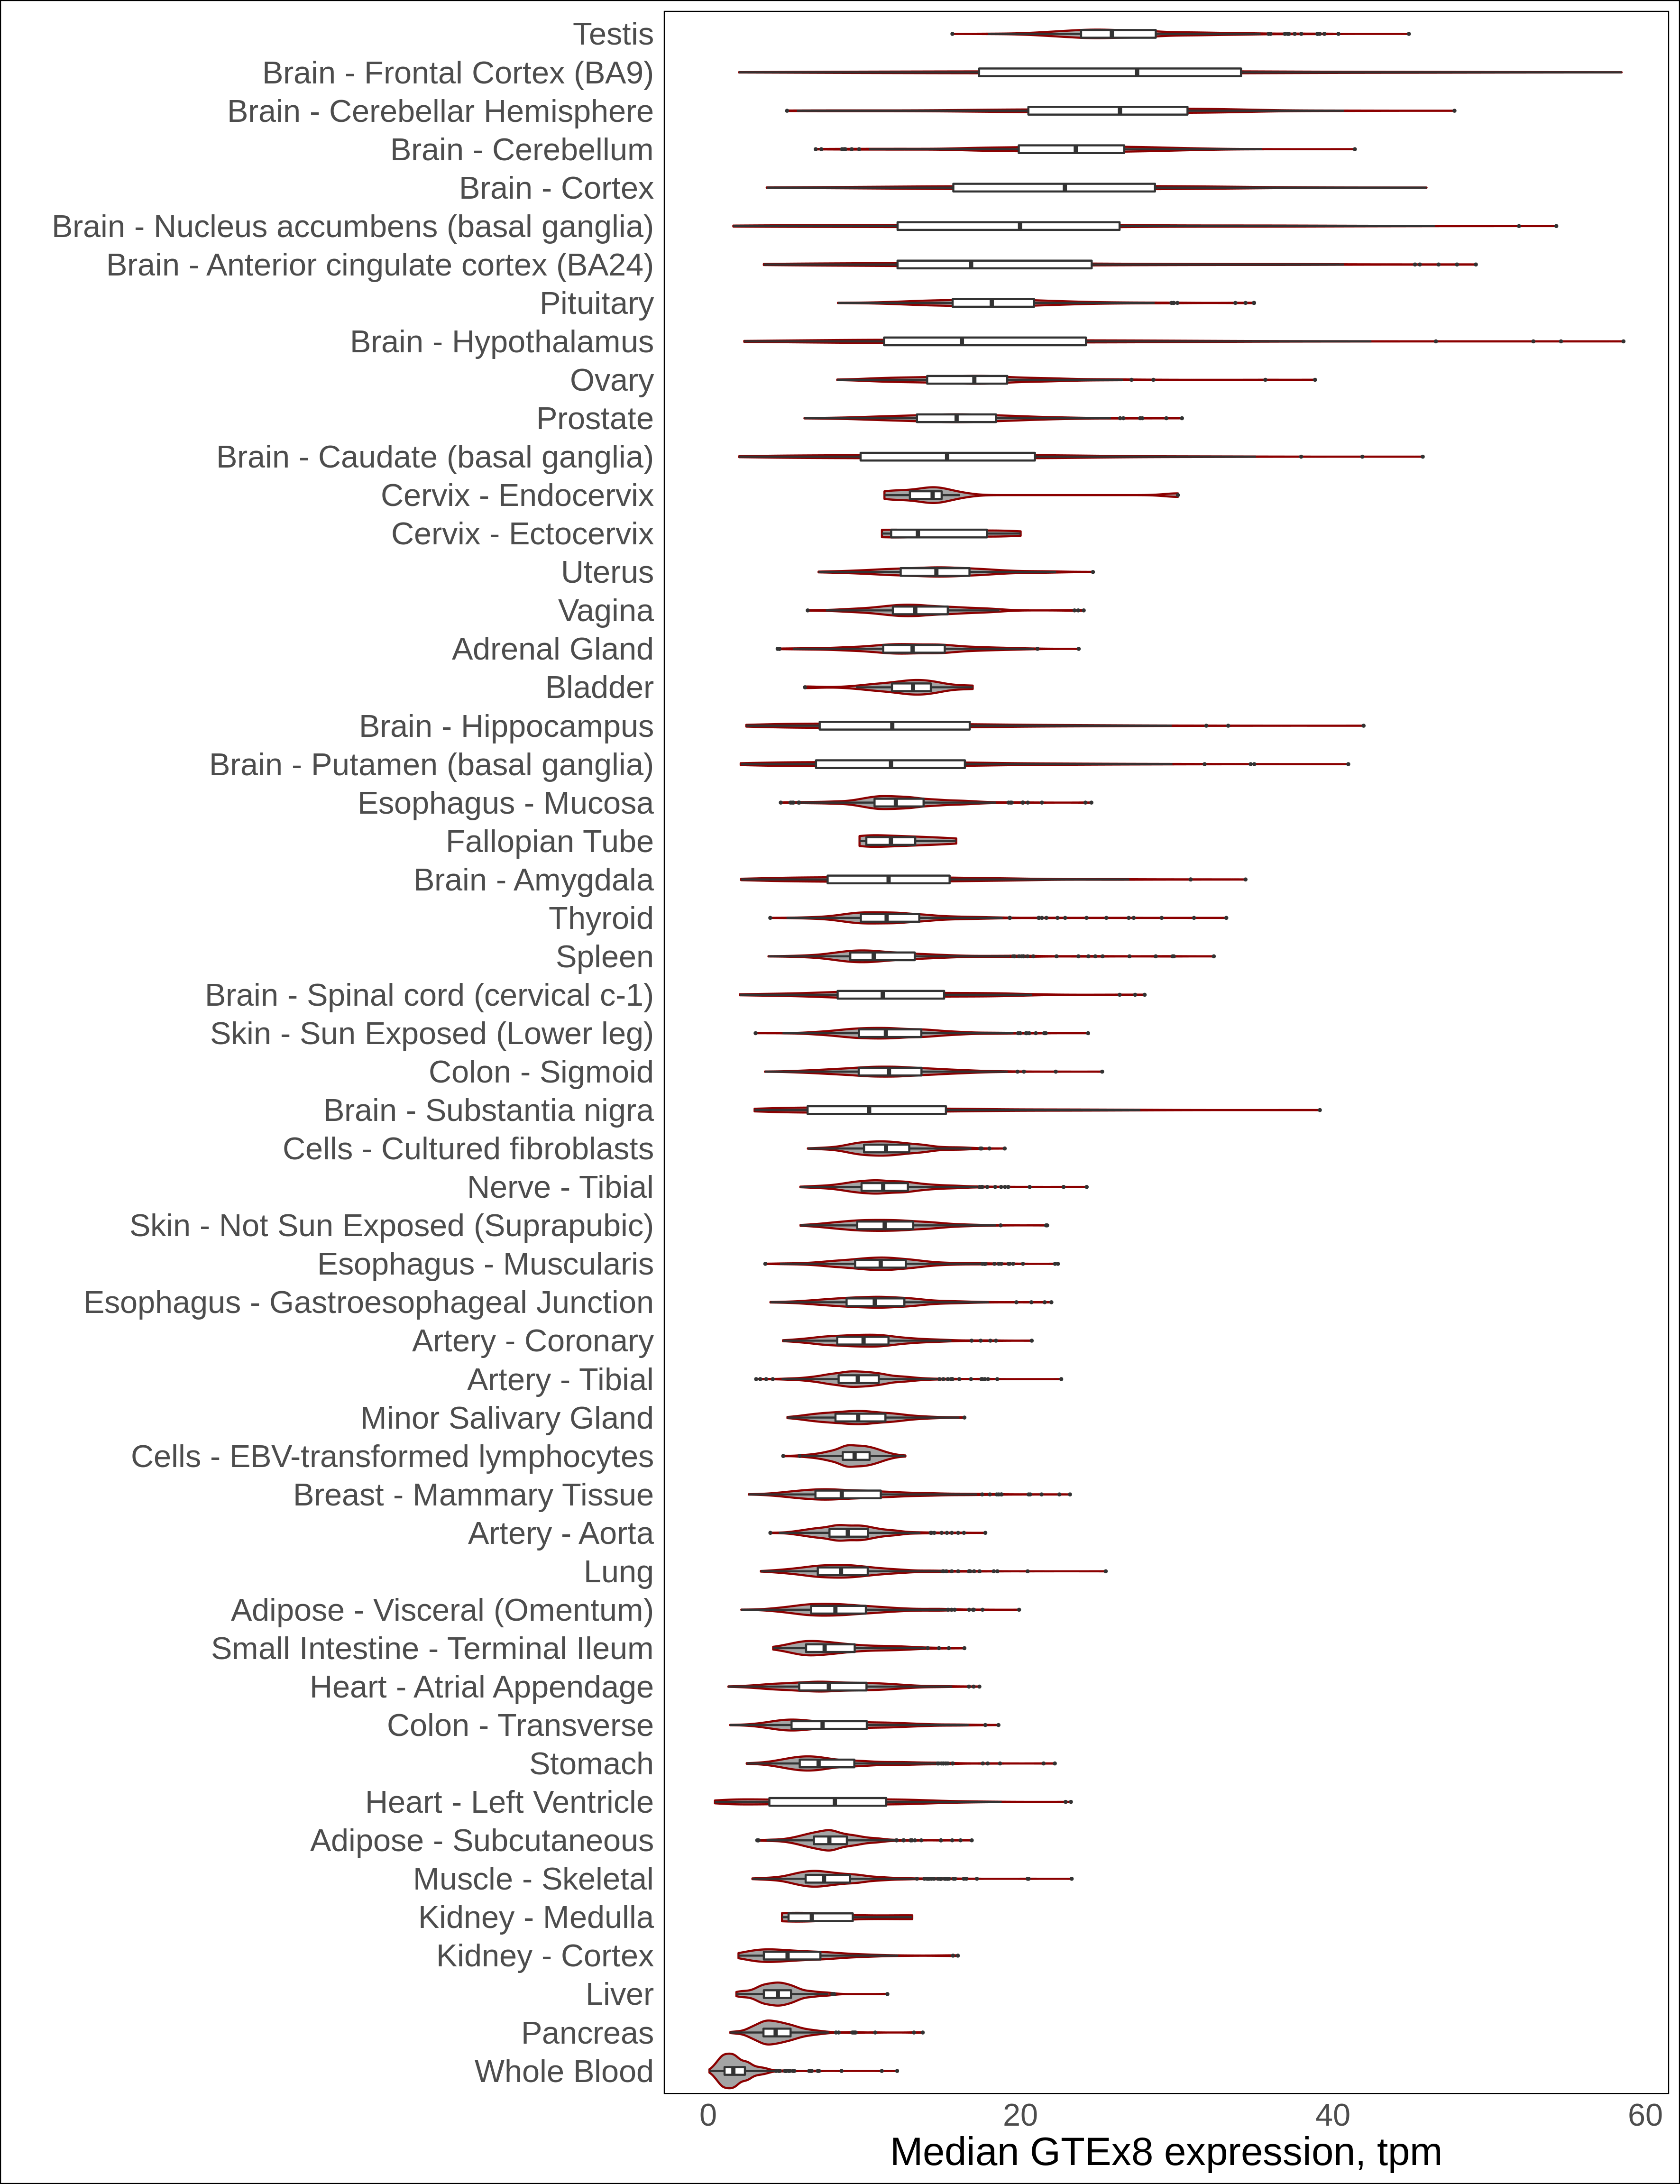 Testis
Brain - Frontal Cortex (BA9)
Brain - Cerebellar Hemisphere
Brain - Cerebellum
Brain - Cortex
Brain - Nucleus accumbens (basal ganglia)
Brain - Anterior cingulate cortex (BA24)
Pituitary
Brain - Hypothalamus
Ovary
Prostate
Brain - Caudate (basal ganglia)
Cervix - Endocervix
Cervix - Ectocervix
Uterus
Vagina
Adrenal Gland
Bladder
Brain - Hippocampus
Brain - Putamen (basal ganglia)
Esophagus - Mucosa
Fallopian Tube
Brain - Amygdala
Thyroid
Spleen
Brain - Spinal cord (cervical c-1)
Skin - Sun Exposed (Lower leg)
Colon - Sigmoid
Brain - Substantia nigra
Cells - Cultured fibroblasts
Nerve - Tibial
Skin - Not Sun Exposed (Suprapubic)
Esophagus - Muscularis
Esophagus - Gastroesophageal Junction
Artery - Coronary
Artery - Tibial
Minor Salivary Gland
Cells - EBV-transformed lymphocytes
Breast - Mammary Tissue
Artery - Aorta
Lung
Adipose - Visceral (Omentum)
Small Intestine - Terminal Ileum
Heart - Atrial Appendage
Colon - Transverse
Stomach
Heart - Left Ventricle
Adipose - Subcutaneous
Muscle - Skeletal
Kidney - Medulla
Kidney - Cortex
Liver
Pancreas
Whole Blood
0 20 40 60
Median GTEx8 expression, tpm